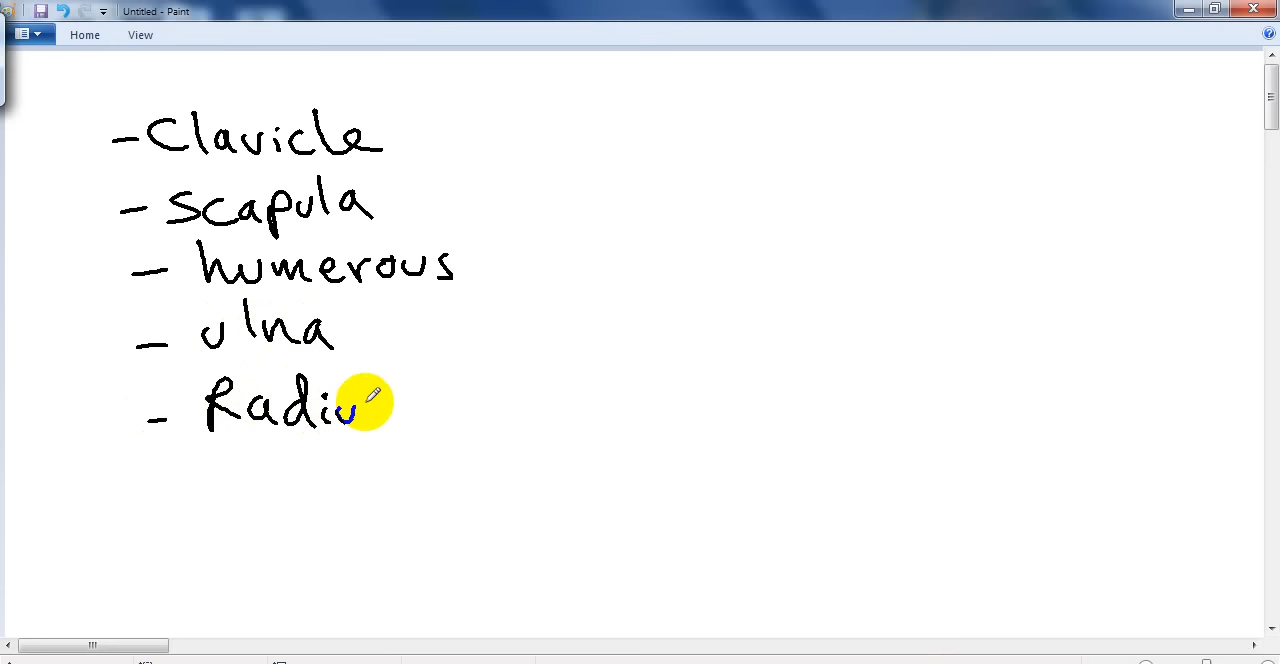 Untitled - Paint
Home View
- Clavicle
- scapula
- humerous
- ulna
- Radiu